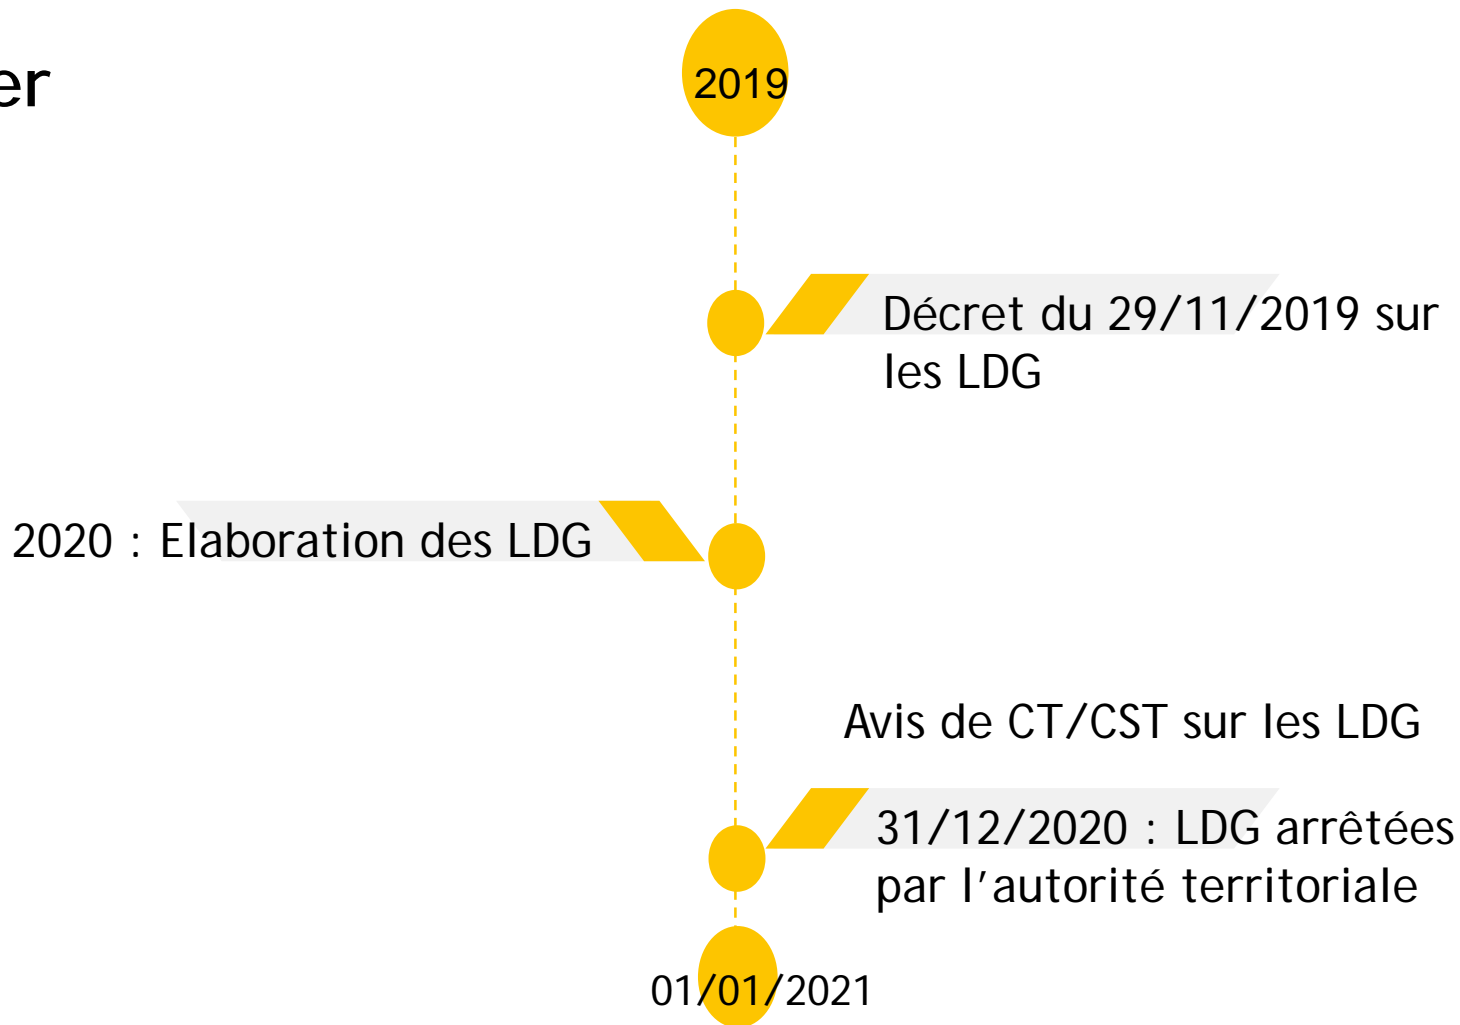 er
2019
Décret du 29/11/2019 sur
les LDG
2020 : Elaboration des LDG
Avis de CT/CST sur les LDG
31/12/2020 : LDG arrêtées
par l’autorité territoriale
01/01/2021